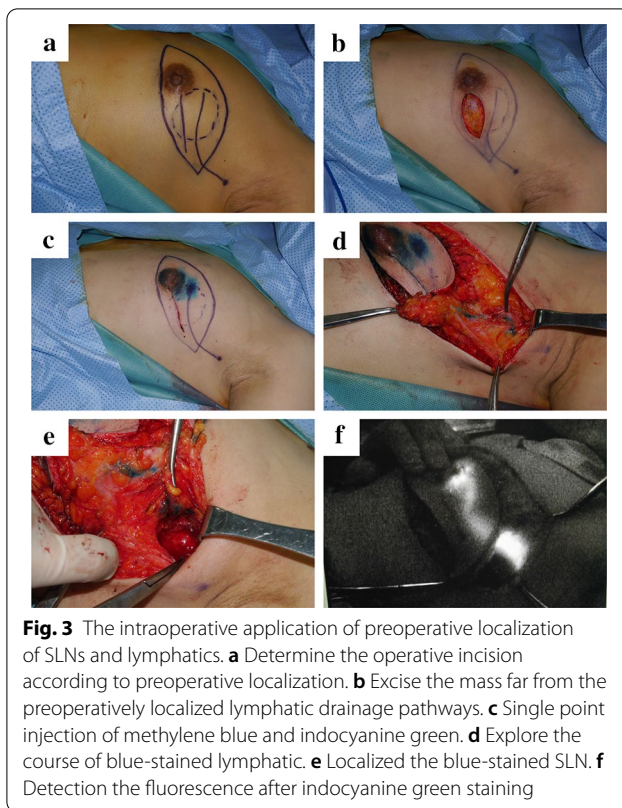 a
b
c
d
e
f
Fig. 3 The intraoperative application of preoperative localization
of SLNs and lymphatics. a Determine the operative incision
according to preoperative localization. b Excise the mass far from the
preoperatively localized lymphatic drainage pathways. c Single point
injection of methylene blue and indocyanine green. d Explore the
course of blue-stained lymphatic. e Localized the blue-stained SLN. f
Detection the fluorescence after indocyanine green staining